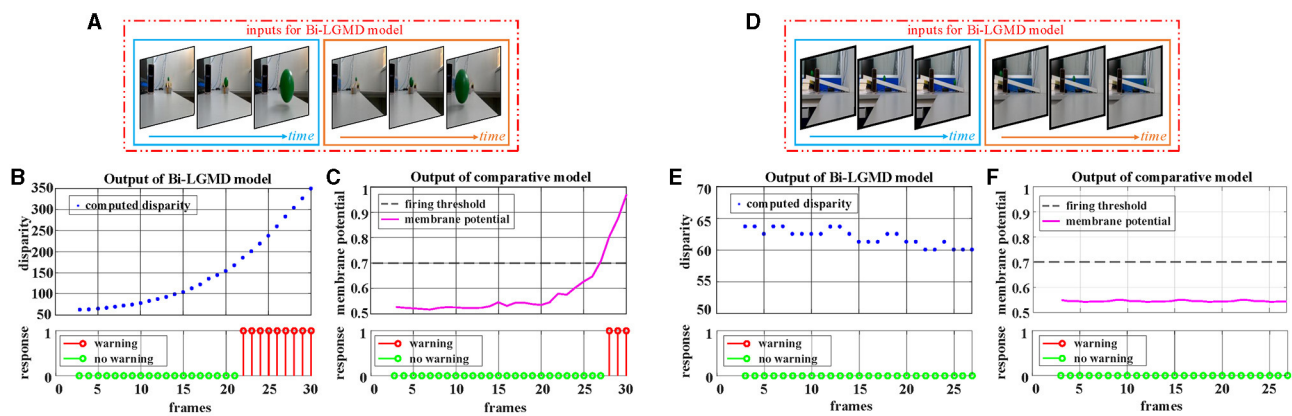 A
inputs for Bi-LGMD model
time
time
D
inputs for Bi-LGMD model
time
time
B
Output of Bi-LGMD model
computed disparity
disparity
350
300
250
200
150
100
50
response
1
0
warning
no warning
0 5 10 15 20 25 30
frames
C
Output of comparative model
firing threshold
membrane potential
membrane potential
1
0.9
0.8
0.7
0.6
0.5
response
1
0
warning
no warning
0 5 10 15 20 25 30
frames
E
Output of Bi-LGMD model
computed disparity
disparity
70
65
60
55
50
response
1
0
warning
no warning
0 5 10 15 20 25
frames
F
Output of comparative model
firing threshold
membrane potential
membrane potential
1
0.9
0.8
0.7
0.6
0.5
response
1
0
warning
no warning
0 10 20 27
frames